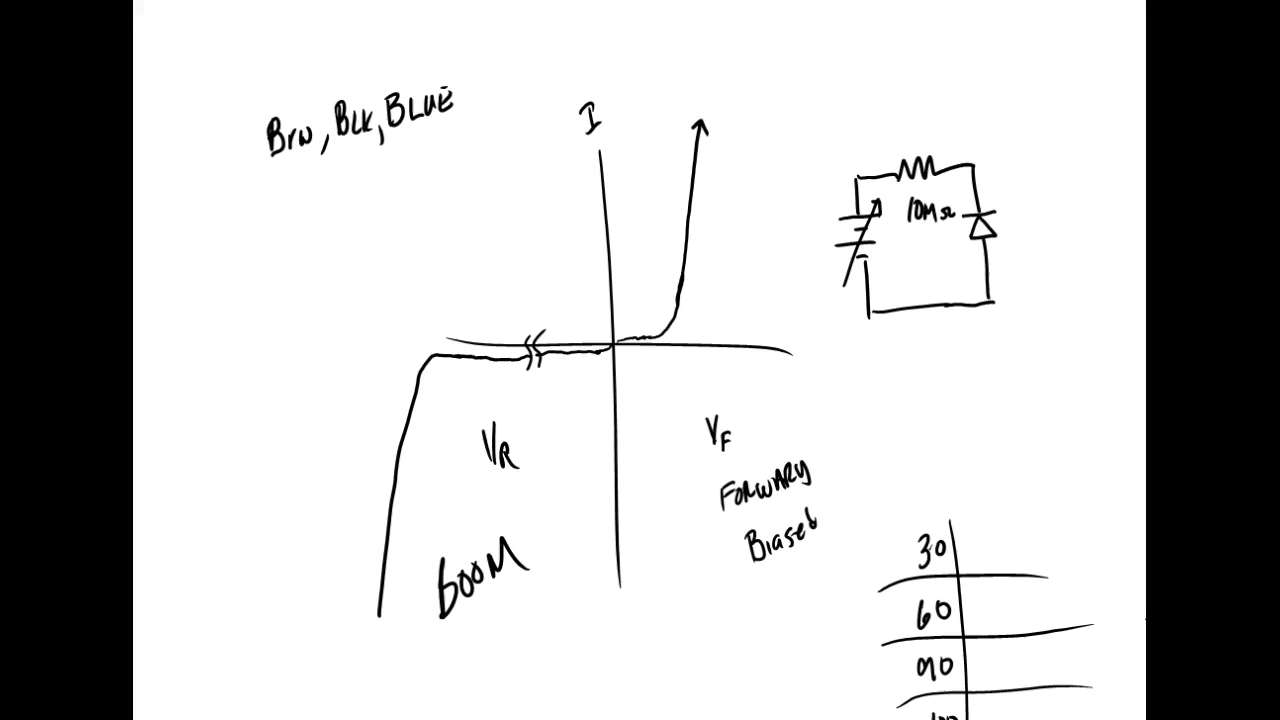 Brn, Blk, BLUE
I
10MΩ
VR
VF
FORWARD
Biased
BOOM
30
60
90